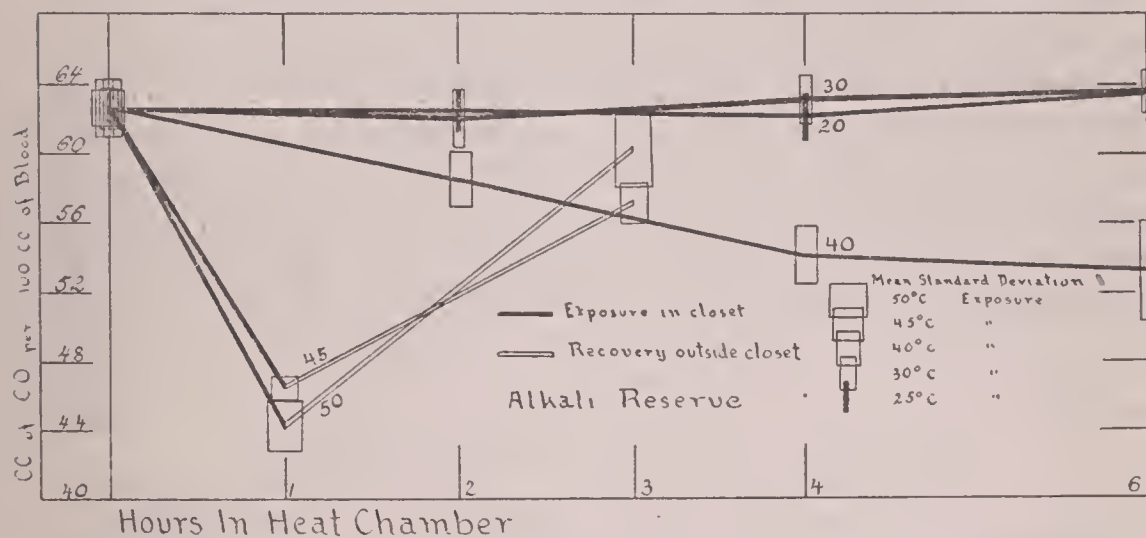 64
60
56
52
48
44
40
CC of CO per 100 cc of Blood
30
20
40
45
50
Exposure in closet
Recovery outside closet
Alkali Reserve
Mean Standard Deviation
50°C Exposure
45°C "
40°C "
30°C "
25°C "
1 2 3 4 6
Hours In Heat Chamber